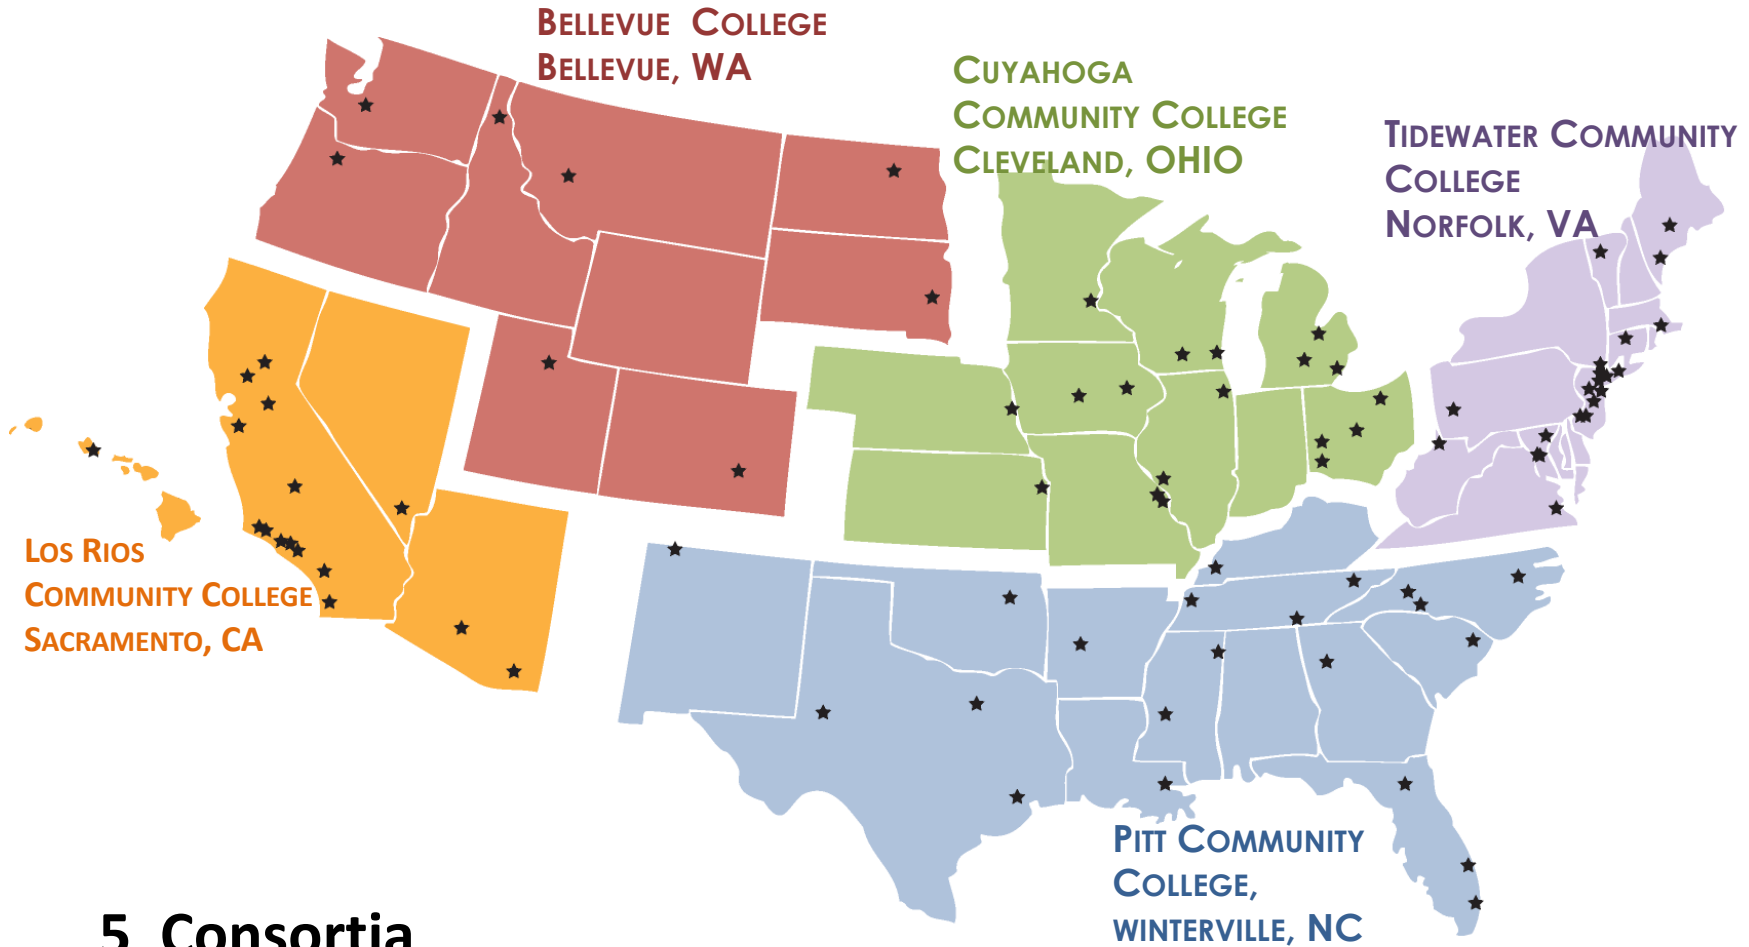 BELLEVUE COLLEGE
BELLEVUE, WA
CUYAHOGA
COMMUNITY COLLEGE
CLEVELAND, OHIO
TIDEWATER COMMUNITY
COLLEGE
NORFOLK, VA
LOS RIOS
COMMUNITY COLLEGE
SACRAMENTO, CA
PITT COMMUNITY
COLLEGE,
WINTERVILLE, NC
5 Consortia